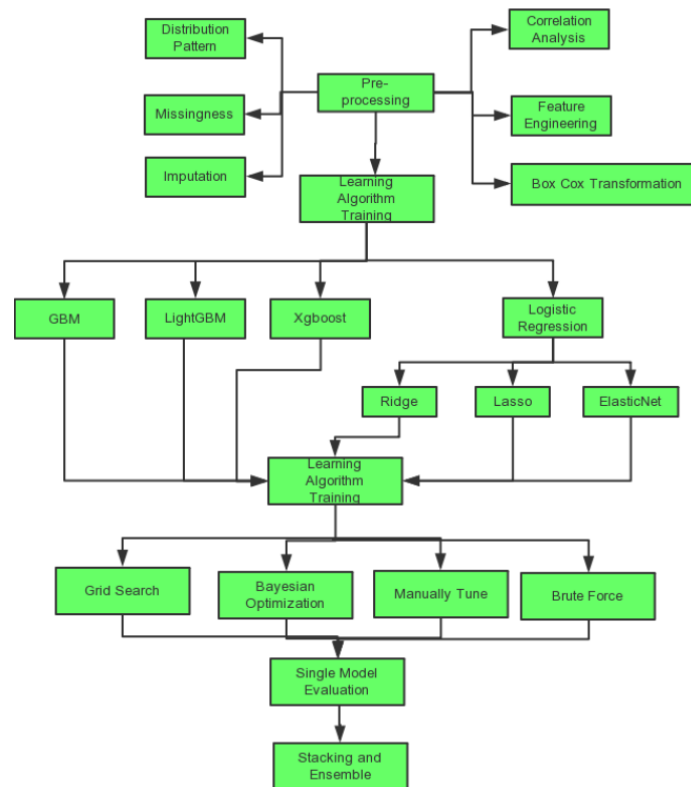 Distribution
Pattern
Correlation
Analysis
Pre-
processing
Missingness
Feature
Engineering
Imputation
Box Cox Transformation
Learning
Algorithm
Training
GBM
LightGBM
Xgboost
Logistic
Regression
Ridge
Lasso
ElasticNet
Learning
Algorithm
Training
Grid Search
Bayesian
Optimization
Manually Tune
Brute Force
Single Model
Evaluation
Stacking and
Ensemble